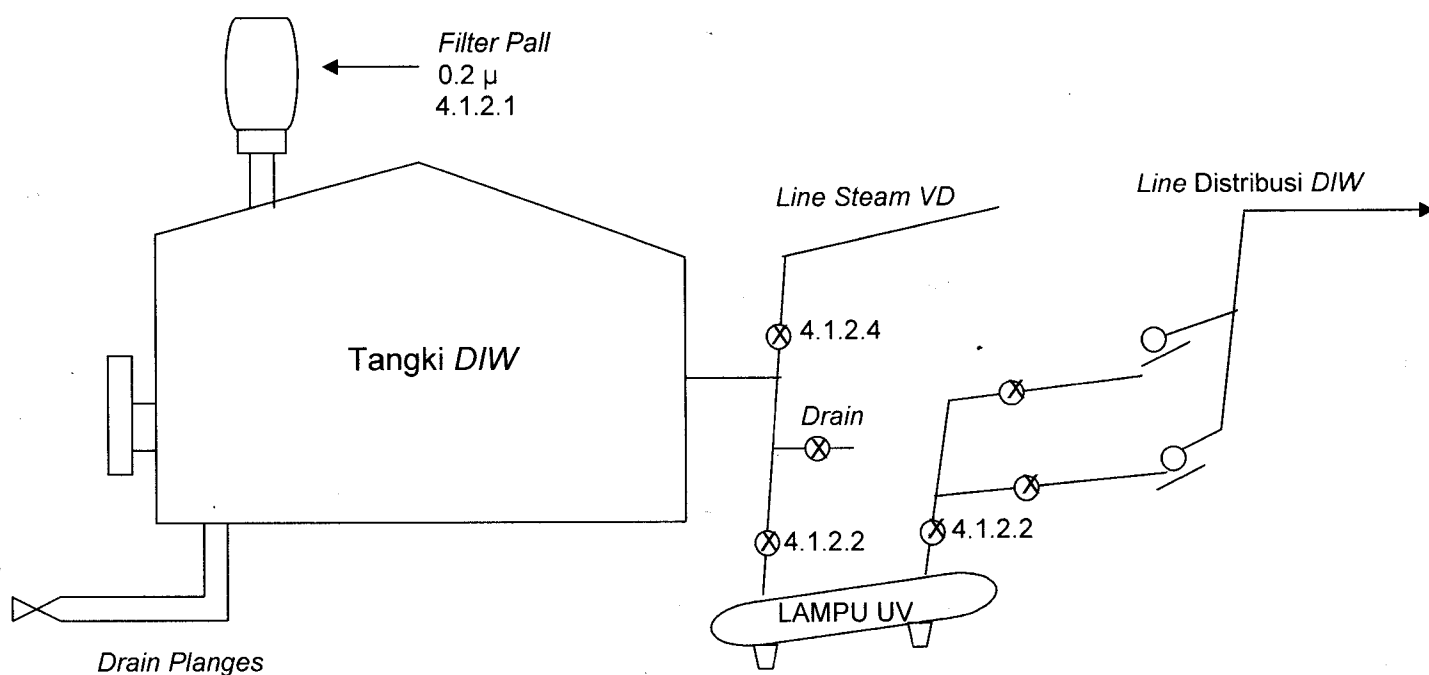 Filter Pall
0.2 µ
4.1.2.1
Line Steam VD
Line Distribusi DIW
4.1.2.4
Tangki DIW
Drain
4.1.2.2
4.1.2.2
LAMPU UV
Drain Planges